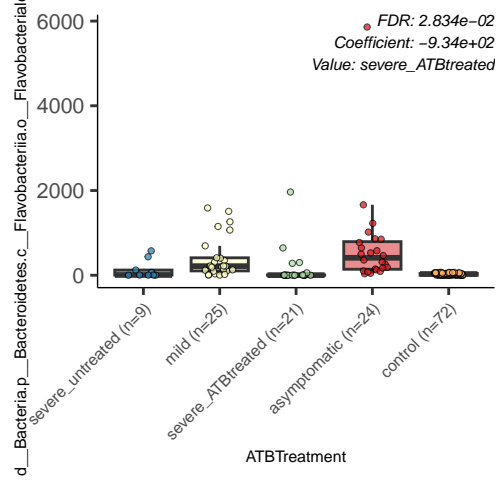 FDR: 2.834e−02
Coefficient: −9.34e+02
Value: severe_ATBtreated
d__Bacteria.p__Bacteroidetes.c__Flavobacteriia.o__Flavobacteriale
6000
4000
2000
0
severe_untreated (n=9)
mild (n=25)
severe_ATBtreated (n=21)
asymptomatic (n=24)
control (n=72)
ATBTreatment